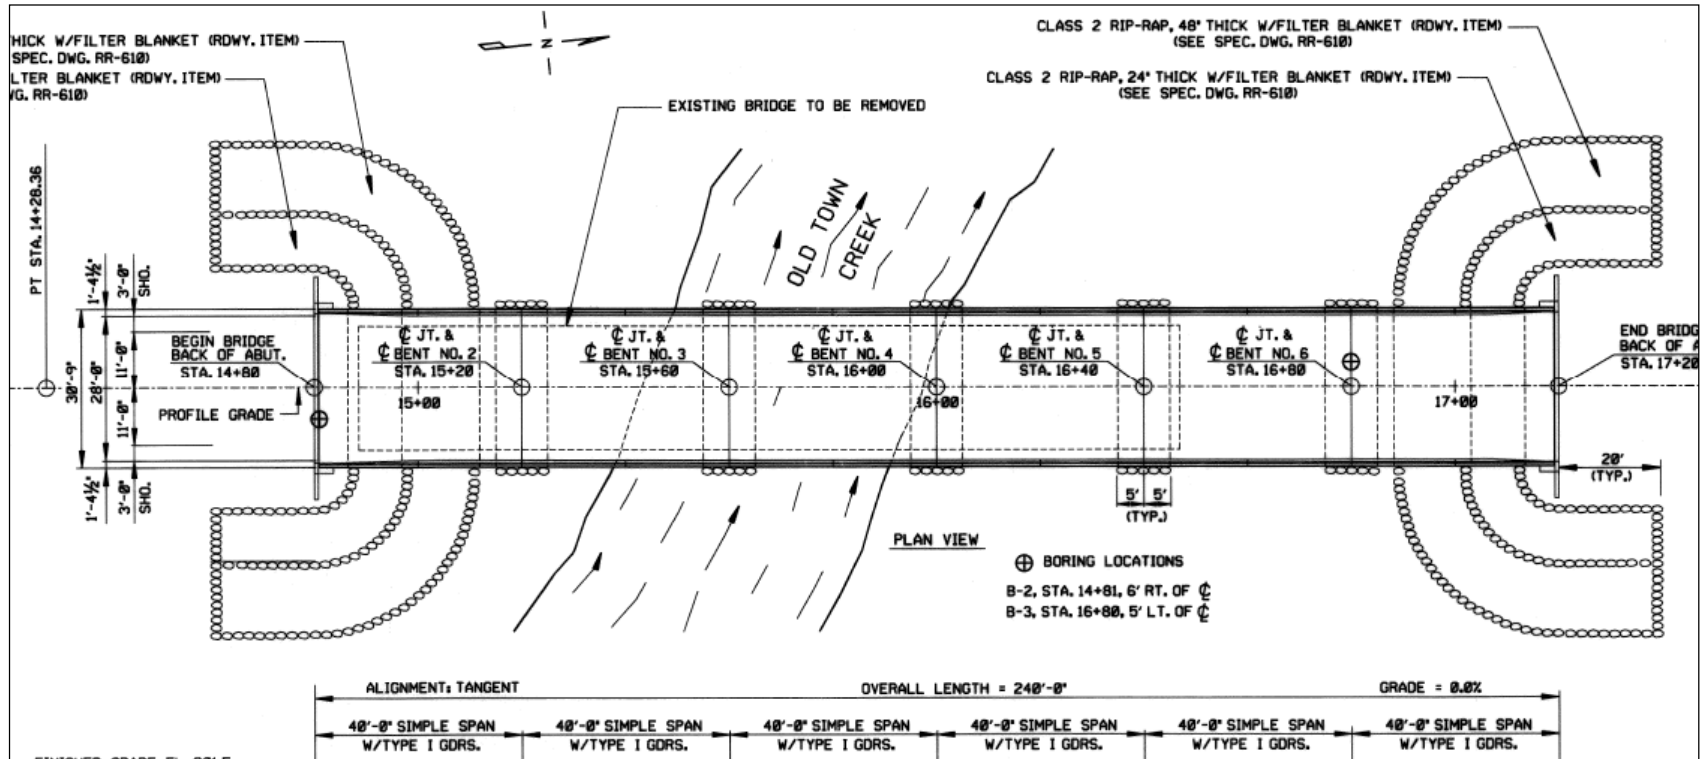 HICK W/FILTER BLANKET (RDWY. ITEM)
SPEC. DWG. RR-610)
LTER BLANKET (RDWY. ITEM)
WG. RR-610)
N
EXISTING BRIDGE TO BE REMOVED
CLASS 2 RIP-RAP, 48" THICK W/FILTER BLANKET (RDWY. ITEM)
(SEE SPEC. DWG. RR-610)
CLASS 2 RIP-RAP, 24" THICK W/FILTER BLANKET (RDWY. ITEM)
(SEE SPEC. DWG. RR-610)
PT STA. 14+28.36
OLD TOWN
CREEK
1'-4½"
3'-0"
SHO.
30'-9"
28'-0"
11'-0"
11'-0"
1'-4½"
3'-0"
SHO.
BEGIN BRIDGE
BACK OF ABUT.
STA. 14+80
PROFILE GRADE
℄ JT. &
℄ BENT NO. 2
STA. 15+20
℄ JT. &
℄ BENT NO. 3
STA. 15+60
℄ JT. &
℄ BENT NO. 4
STA. 16+00
℄ JT. &
℄ BENT NO. 5
STA. 16+40
℄ JT. &
℄ BENT NO. 6
STA. 16+80
END BRIDG
BACK OF A
STA. 17+20
15+00
16+00
17+00
5' 5'
(TYP.)
20'
(TYP.)
PLAN VIEW
BORING LOCATIONS
B-2, STA. 14+81, 6' RT. OF ℄
B-3, STA. 16+80, 5' LT. OF ℄
ALIGNMENT: TANGENT
OVERALL LENGTH = 240'-0"
GRADE = 0.0%
40'-0" SIMPLE SPAN
W/TYPE I GDRS.
40'-0" SIMPLE SPAN
W/TYPE I GDRS.
40'-0" SIMPLE SPAN
W/TYPE I GDRS.
40'-0" SIMPLE SPAN
W/TYPE I GDRS.
40'-0" SIMPLE SPAN
W/TYPE I GDRS.
40'-0" SIMPLE SPAN
W/TYPE I GDRS.